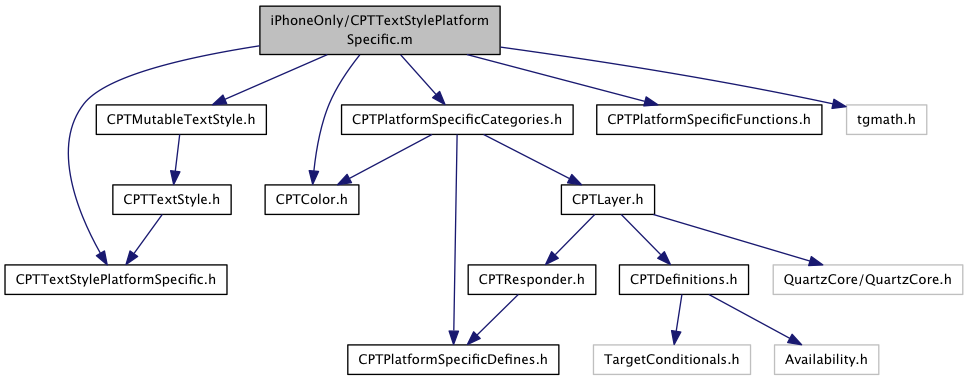 iPhoneOnly/CPTTextStylePlatform
Specific.m
CPTMutableTextStyle.h
CPTPlatformSpecificCategories.h
CPTPlatformSpecificFunctions.h
tgmath.h
CPTTextStyle.h
CPTColor.h
CPTLayer.h
CPTTextStylePlatformSpecific.h
CPTResponder.h
CPTDefinitions.h
QuartzCore/QuartzCore.h
CPTPlatformSpecificDefines.h
TargetConditionals.h
Availability.h